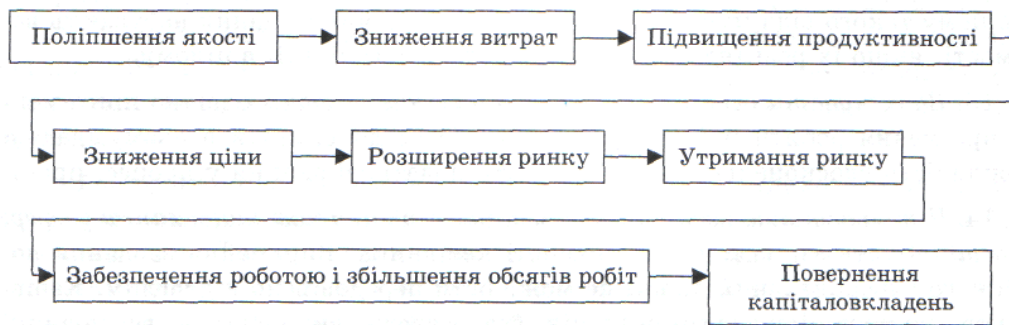 Поліпшення якості
Зниження витрат
Підвищення продуктивності
Зниження ціни
Розширення ринку
Утримання ринку
Забезпечення роботою і збільшення обсягів робіт
Повернення
капіталовкладень